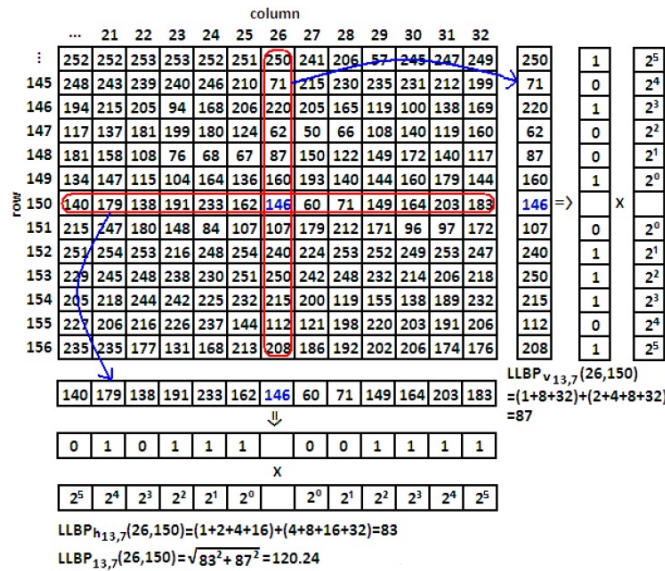 column
... 21 22 23 24 25 26 27 28 29 30 31 32
⋮ 252 252 253 253 252 251 250 241 206 57 245 247 249 250 1 2⁵
145 248 243 239 240 246 210 71 215 230 235 231 212 199 71 0 2⁴
146 194 215 205 94 168 206 220 205 165 119 100 138 169 220 1 2³
147 117 137 181 199 180 124 62 50 66 108 140 119 160 62 0 2²
148 181 158 108 76 68 67 87 150 122 149 172 140 117 87 0 2¹
149 134 147 115 104 164 136 160 193 140 144 160 179 144 160 1 2⁰
row 150 140 179 138 191 233 162 146 60 71 149 164 203 183 146 => x
151 215 247 180 148 84 107 107 179 212 171 96 97 172 107 0 2⁰
152 251 254 253 216 248 254 240 224 253 252 249 253 247 240 1 2¹
153 229 245 248 238 230 251 250 242 248 232 214 206 218 250 1 2²
154 205 218 244 242 225 232 215 200 119 155 138 189 232 215 1 2³
155 227 206 216 226 237 144 112 121 198 220 203 191 206 112 0 2⁴
156 235 235 177 131 168 213 208 186 192 202 206 174 176 208 1 2⁵
LLBPv13,7(26,150)
=(1+8+32)+(2+4+8+32)
=87
140 179 138 191 233 162 146 60 71 149 164 203 183
=>
0 1 0 1 1 1 0 0 1 1 1 1
x
2⁵ 2⁴ 2³ 2² 2¹ 2⁰ 2⁰ 2¹ 2² 2³ 2⁴ 2⁵
LLBPh13,7(26,150)=(1+2+4+16)+(4+8+16+32)=83
LLBP13,7(26,150)=√83²+87²=120.24